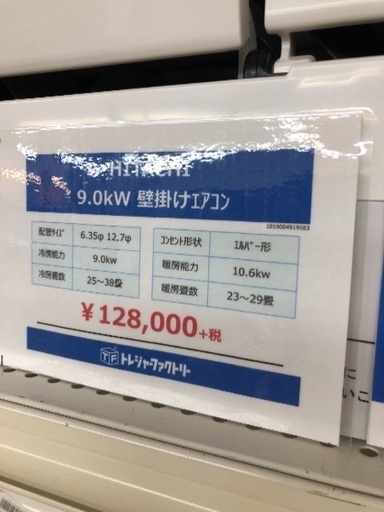 HITACHI
9.0kW 壁掛けエアコン
1019004819583
配管サイズ 6.35φ 12.7φ
冷房能力 9.0kw
冷房畳数 25～38畳
コンセント形状 エルバー形
暖房能力 10.6kw
暖房畳数 23～29畳
￥128,000+税
TF トレジャーファクトリー